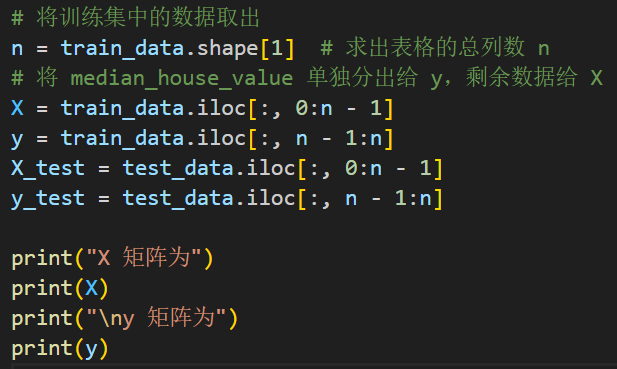 # 将训练集中的数据取出
n = train_data.shape[1]  # 求出表格的总列数 n
# 将 median_house_value 单独分出给 y，剩余数据给 X
X = train_data.iloc[:, 0:n - 1]
y = train_data.iloc[:, n - 1:n]
X_test = test_data.iloc[:, 0:n - 1]
y_test = test_data.iloc[:, n - 1:n]

print("X 矩阵为")
print(X)
print("\ny 矩阵为")
print(y)